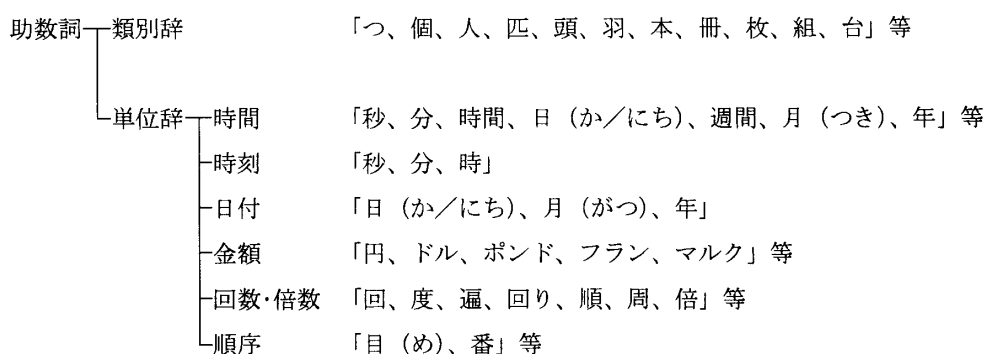 助数詞 類別辞 「つ、個、人、匹、頭、羽、本、冊、枚、組、台」等
単位辞 時間 「秒、分、時間、日（か／にち）、週間、月（つき）、年」等
時刻 「秒、分、時」
日付 「日（か／にち）、月（がつ）、年」
金額 「円、ドル、ポンド、フラン、マルク」等
回数・倍数 「回、度、遍、回り、順、周、倍」等
順序 「目（め）、番」等